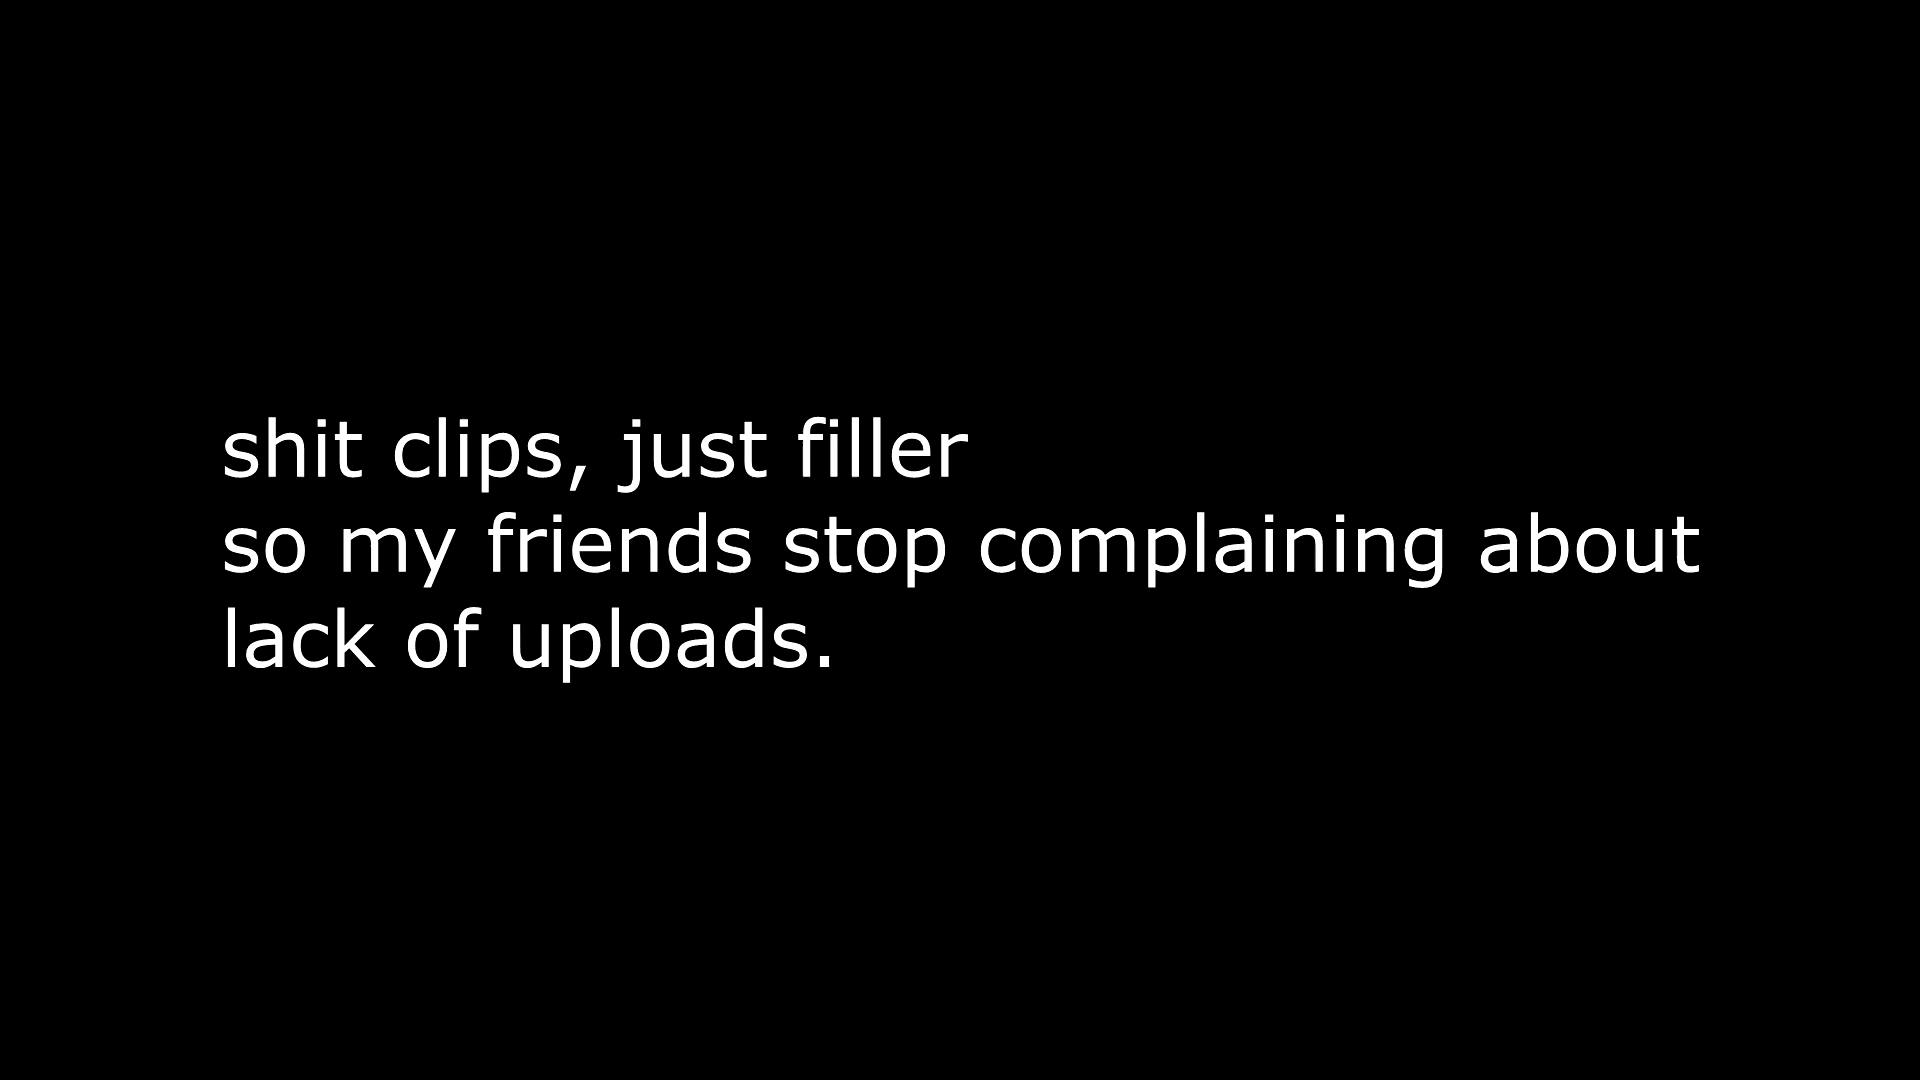 shit clips, just filler
so my friends stop complaining about
lack of uploads.